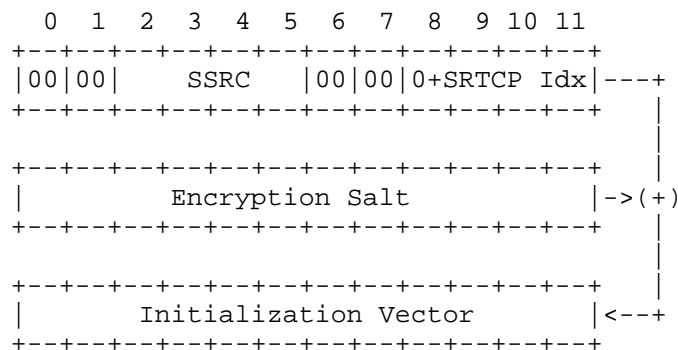 0  1  2  3  4  5  6  7  8  9 10 11
+--+--+--+--+--+--+--+--+--+--+--+--+
|00|00|    SSRC   |00|00|0+SRTCP Idx|---+
+--+--+--+--+--+--+--+--+--+--+--+--+   |
                                        |
+--+--+--+--+--+--+--+--+--+--+--+--+   |
|         Encryption Salt           |->(+)
+--+--+--+--+--+--+--+--+--+--+--+--+   |
                                        |
+--+--+--+--+--+--+--+--+--+--+--+--+   |
|       Initialization Vector       |<--+
+--+--+--+--+--+--+--+--+--+--+--+--+